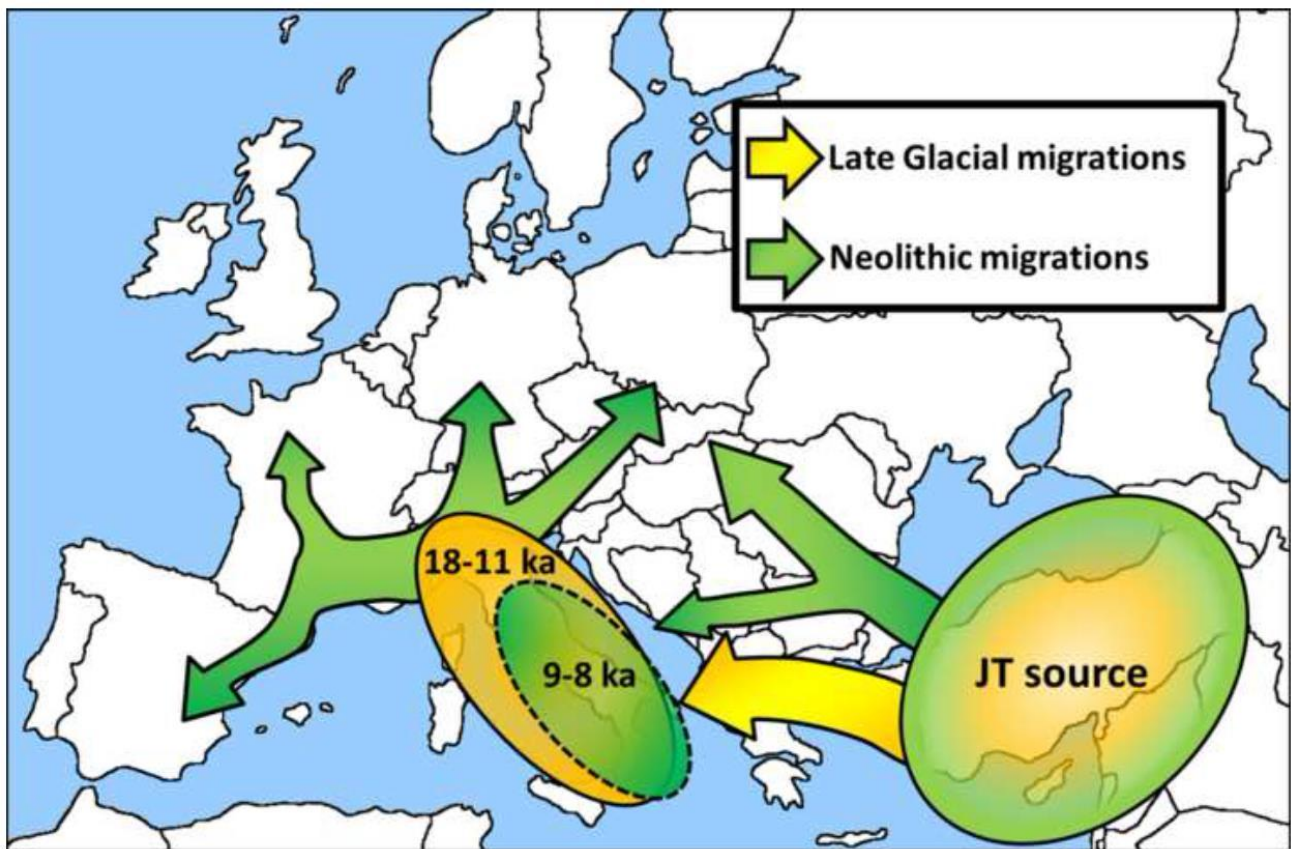 Late Glacial migrations
Neolithic migrations
18-11 ka
9-8 ka
JT source